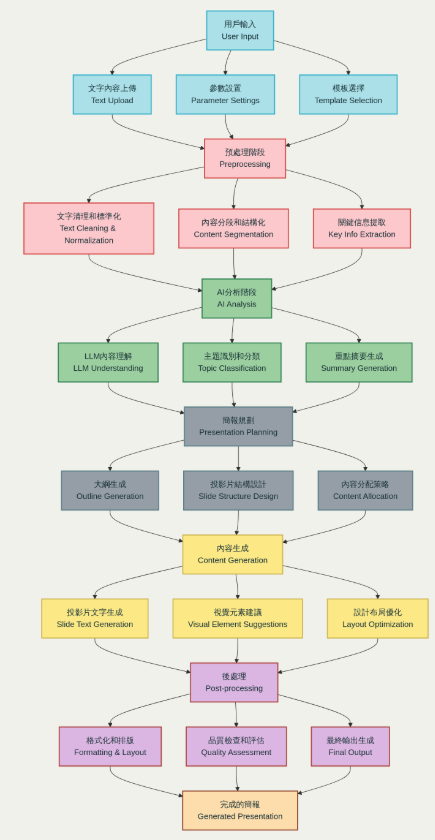 用戶輸入
User Input
文字內容上傳
Text Upload
參數設置
Parameter Settings
模板選擇
Template Selection
預處理階段
Preprocessing
文字清理和標準化
Text Cleaning &
Normalization
內容分段和結構化
Content Segmentation
關鍵信息提取
Key Info Extraction
AI分析階段
AI Analysis
LLM內容理解
LLM Understanding
主題識別和分類
Topic Classification
重點摘要生成
Summary Generation
簡報規劃
Presentation Planning
大綱生成
Outline Generation
投影片結構設計
Slide Structure Design
內容分配策略
Content Allocation
內容生成
Content Generation
投影片文字生成
Slide Text Generation
視覺元素建議
Visual Element Suggestions
設計布局優化
Layout Optimization
後處理
Post-processing
格式化和排版
Formatting & Layout
品質檢查和評估
Quality Assessment
最終輸出生成
Final Output
完成的簡報
Generated Presentation